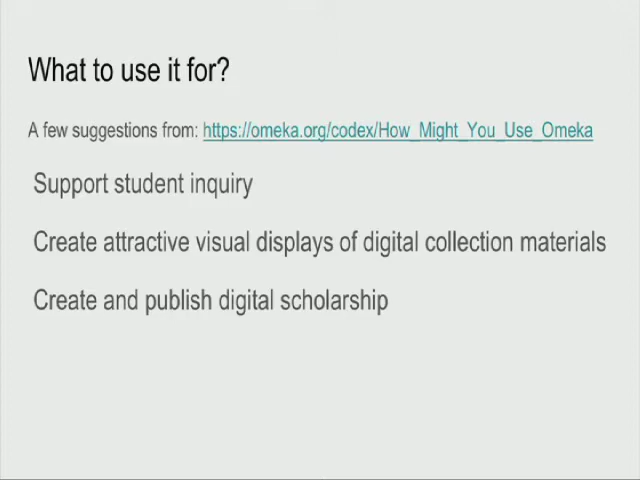 What to use it for?
A few suggestions from: https://omeka.org/codex/How_Might_You_Use_Omeka
Support student inquiry
Create attractive visual displays of digital collection materials
Create and publish digital scholarship